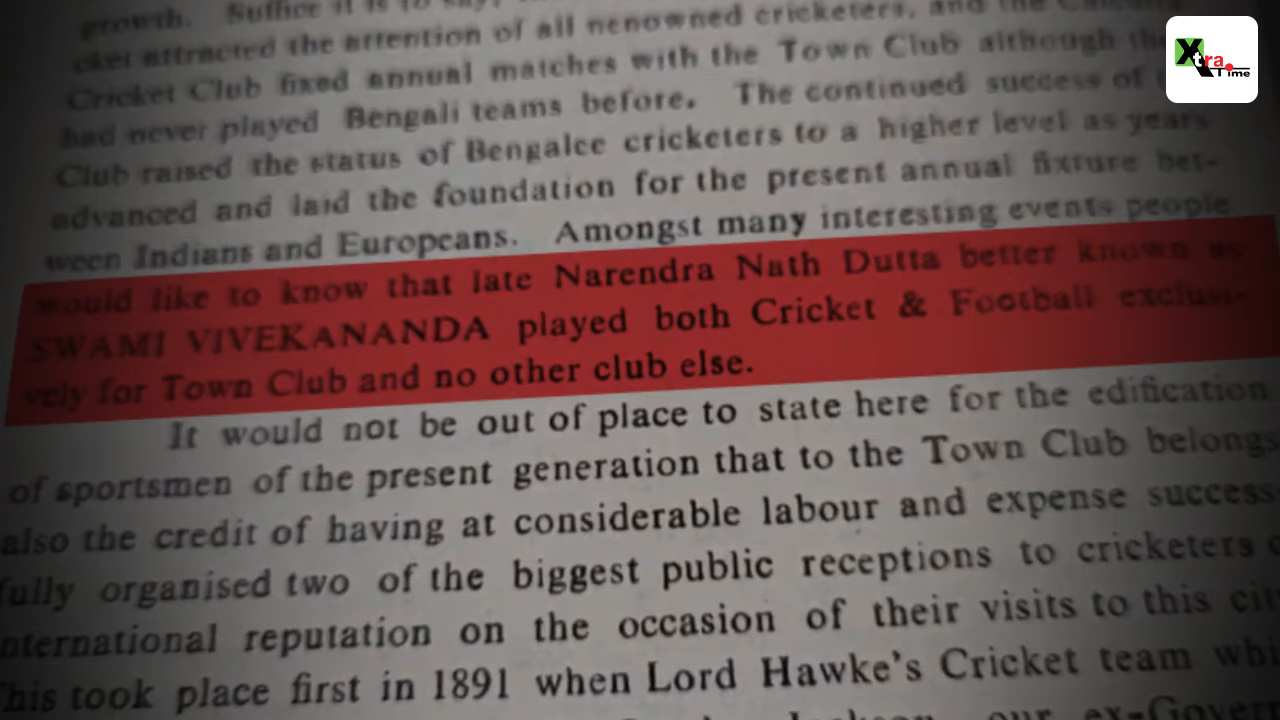 growth. Suffice it is to say,
cket attracted the attention of all nenowned cricketers, and the Calcutta
Cricket Club fixed annual matches with the Town Club although
had never played Bengali teams before. The continued success of
Club raised the status of Bengalee cricketers to a higher level as years
advanced and laid the foundation for the present annual fixture bet-
ween Indians and Europeans. Amongst many interesting events people
would like to know that late Narendra Nath Dutta better known as
SWAMI VIVEKANANDA played both Cricket & Football exclusi-
vely for Town Club and no other club else.
It would not be out of place to state here for the edification
of sportsmen of the present generation that to the Town Club belongs
also the credit of having at considerable labour and expense success-
fully organised two of the biggest public receptions to cricketers
nternational reputation on the occasion of their visits to this
This took place first in 1891 when Lord Hawke's Cricket team
our ex-Govern
Xtra Time